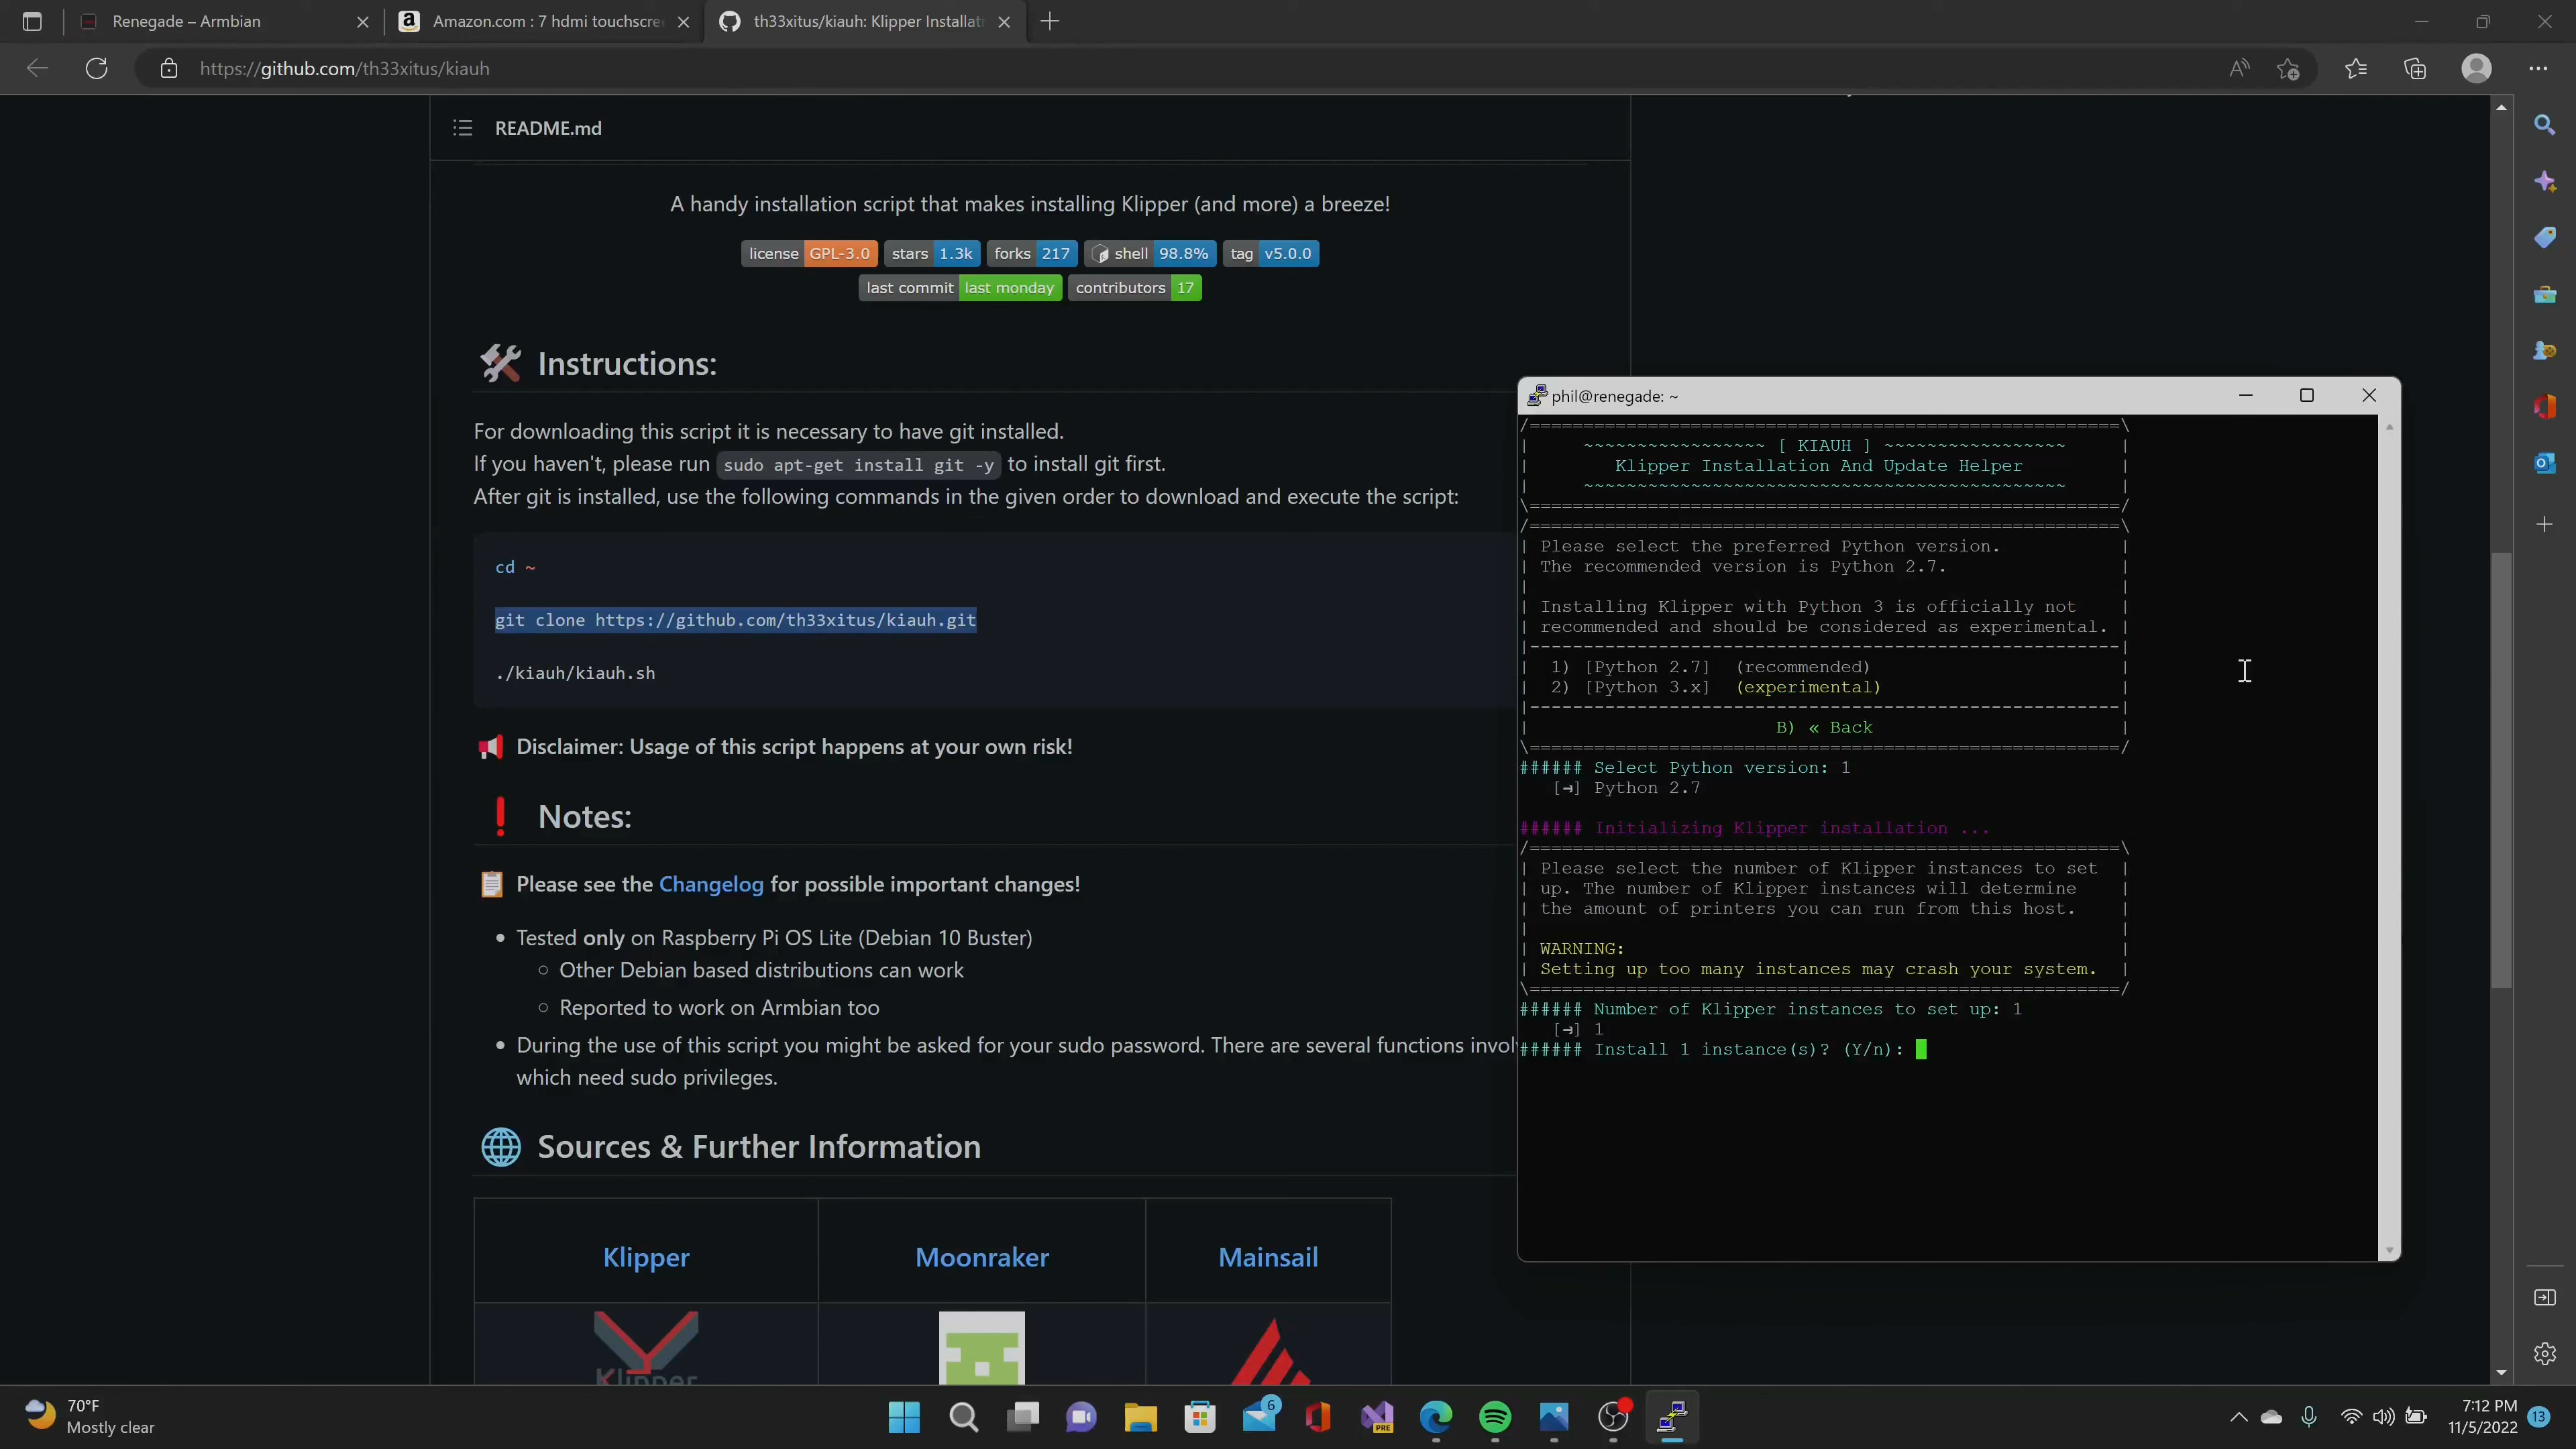 Renegade – Armbian
Amazon.com : 7 hdmi touchscree
th33xitus/kiauh: Klipper Installat
https://github.com/th33xitus/kiauh
README.md
A handy installation script that makes installing Klipper (and more) a breeze!
license GPL-3.0 stars 1.3k forks 217 shell 98.8% tag v5.0.0
last commit last monday contributors 17
Instructions:
For downloading this script it is necessary to have git installed.
If you haven't, please run sudo apt-get install git -y to install git first.
After git is installed, use the following commands in the given order to download and execute the script:
cd ~
git clone https://github.com/th33xitus/kiauh.git
./kiauh/kiauh.sh
Disclaimer: Usage of this script happens at your own risk!
Notes:
Please see the Changelog for possible important changes!
Tested only on Raspberry Pi OS Lite (Debian 10 Buster)
Other Debian based distributions can work
Reported to work on Armbian too
During the use of this script you might be asked for your sudo password. There are several functions invol
which need sudo privileges.
Sources & Further Information
Klipper Moonraker Mainsail
Klipper
phil@renegade: ~
/=======================================================\
| ~~~~~~~~~~~~~~~~~ [ KIAUH ] ~~~~~~~~~~~~~~~~~ |
| Klipper Installation And Update Helper |
| ~~~~~~~~~~~~~~~~~~~~~~~~~~~~~~~~~~~~~~~~~~~~~ |
\=======================================================/
/=======================================================\
| Please select the preferred Python version. |
| The recommended version is Python 2.7. |
| |
| Installing Klipper with Python 3 is officially not |
| recommended and should be considered as experimental. |
|-------------------------------------------------------|
| 1) [Python 2.7] (recommended) |
| 2) [Python 3.x] (experimental) |
|-------------------------------------------------------|
| B) « Back |
\=======================================================/
###### Select Python version: 1
[➔] Python 2.7
###### Initializing Klipper installation ...
/=======================================================\
| Please select the number of Klipper instances to set |
| up. The number of Klipper instances will determine |
| the amount of printers you can run from this host. |
| |
| WARNING: |
| Setting up too many instances may crash your system. |
\=======================================================/
###### Number of Klipper instances to set up: 1
[➔] 1
###### Install 1 instance(s)? (Y/n):
70°F
Mostly clear
6
PRE
7:12 PM
11/5/2022
13